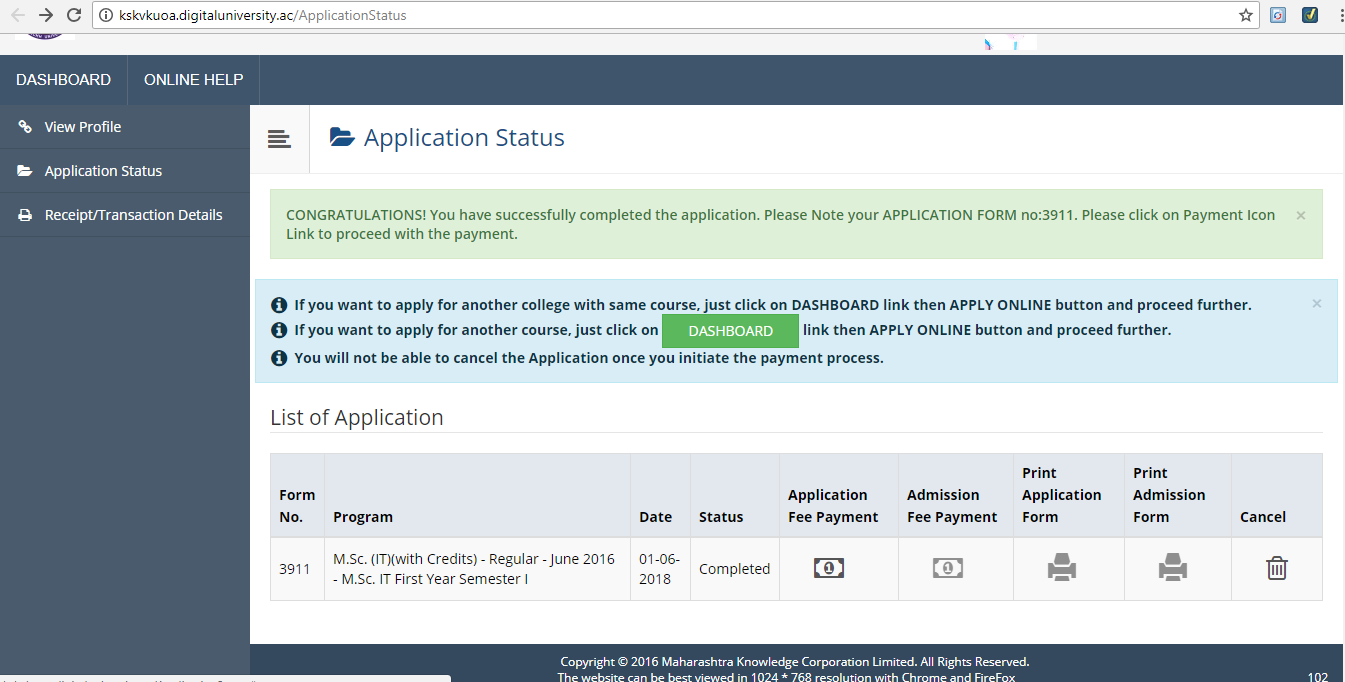 kskvkuoa.digitaluniversity.ac/ApplicationStatus
DASHBOARD
ONLINE HELP
View Profile
Application Status
Receipt/Transaction Details
Application Status
CONGRATULATIONS! You have successfully completed the application. Please Note your APPLICATION FORM no:3911. Please click on Payment Icon
Link to proceed with the payment.
×
If you want to apply for another college with same course, just click on DASHBOARD link then APPLY ONLINE button and proceed further.
×
If you want to apply for another course, just click on DASHBOARD link then APPLY ONLINE button and proceed further.
You will not be able to cancel the Application once you initiate the payment process.
List of Application
Form
No.
Program
Date
Status
Application
Fee Payment
Admission
Fee Payment
Print
Application
Form
Print
Admission
Form
Cancel
3911
M.Sc. (IT)(with Credits) - Regular - June 2016
- M.Sc. IT First Year Semester I
01-06-
2018
Completed
1
1
Copyright © 2016 Maharashtra Knowledge Corporation Limited. All Rights Reserved.
The website can be best viewed in 1024 * 768 resolution with Chrome and FireFox
102